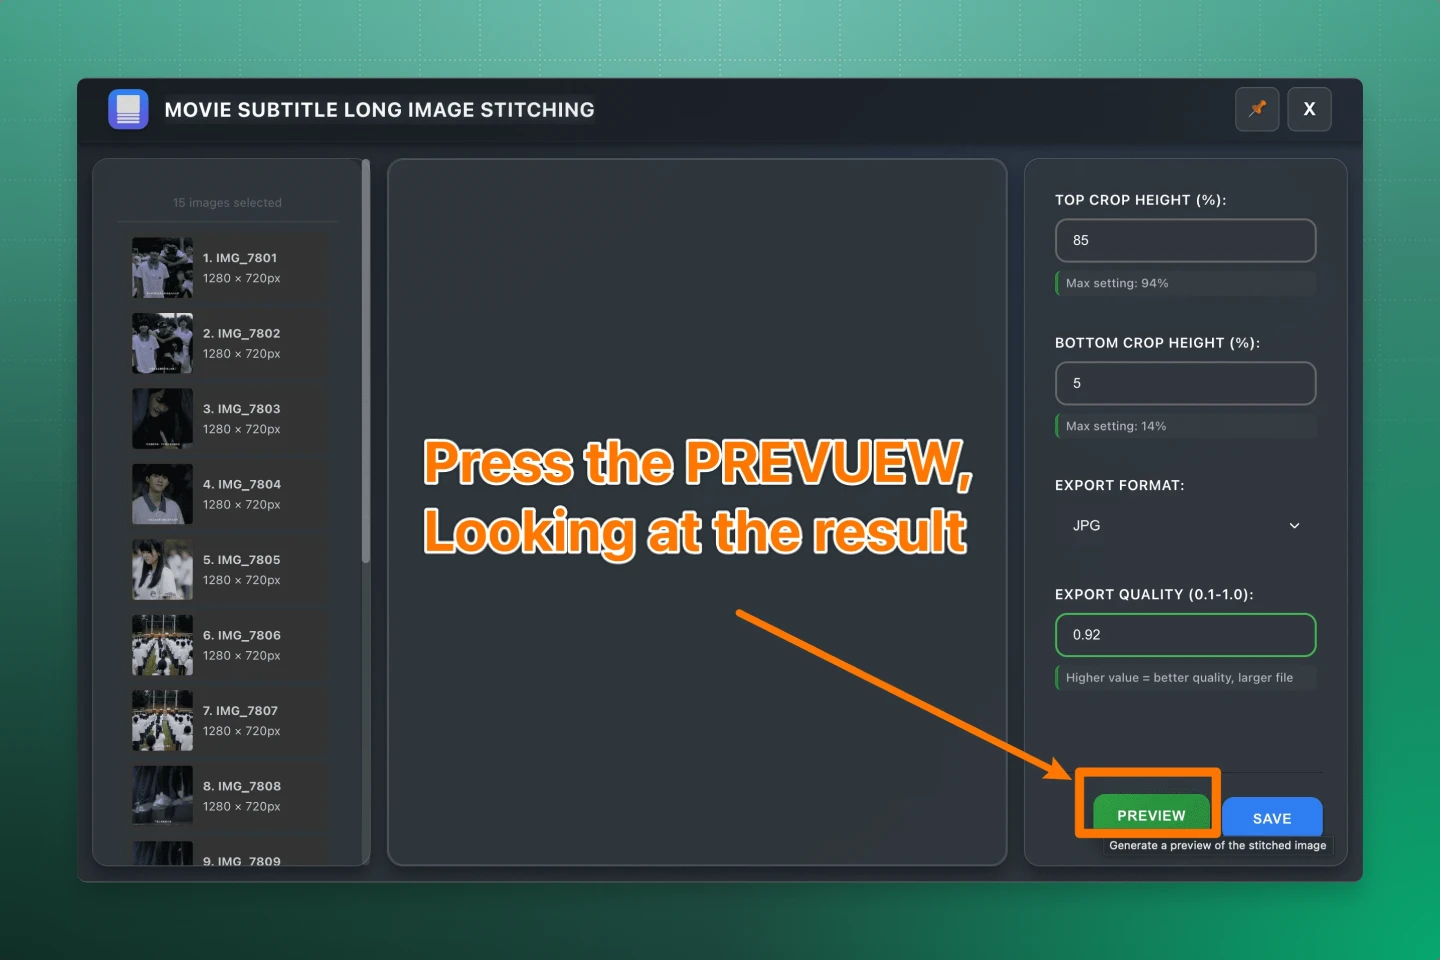 MOVIE SUBTITLE LONG IMAGE STITCHING
X
15 images selected
1. IMG_7801
1280 × 720px
2. IMG_7802
1280 × 720px
3. IMG_7803
1280 × 720px
4. IMG_7804
1280 × 720px
5. IMG_7805
1280 × 720px
6. IMG_7806
1280 × 720px
7. IMG_7807
1280 × 720px
8. IMG_7808
1280 × 720px
9. IMG_7809
Press the PREVUEW,
Looking at the result
TOP CROP HEIGHT (%):
85
Max setting: 94%
BOTTOM CROP HEIGHT (%):
5
Max setting: 14%
EXPORT FORMAT:
JPG
EXPORT QUALITY (0.1-1.0):
0.92
Higher value = better quality, larger file
PREVIEW
SAVE
Generate a preview of the stitched image